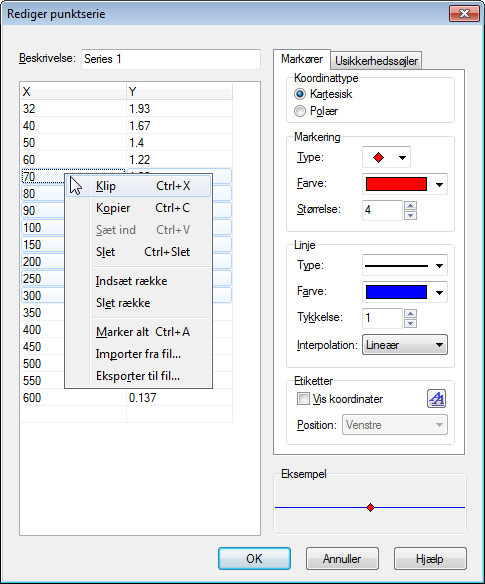 Rediger punktserie
Beskrivelse: Series 1
X Y
32 1.93
40 1.67
50 1.4
60 1.22
70
80
90
100
150
200
250
300
350
400
450
500
550
600 0.137
Klip Ctrl+X
Kopier Ctrl+C
Sæt ind Ctrl+V
Slet Ctrl+Slet
Indsæt række
Slet række
Marker alt Ctrl+A
Importer fra fil...
Eksporter til fil...
Markører Usikkerhedssøjler
Koordinattype
Kartesisk
Polær
Markering
Type:
Farve:
Størrelse: 4
Linje
Type:
Farve:
Tykkelse: 1
Interpolation: Lineær
Etiketter
Vis koordinater
Position: Venstre
Eksempel
OK Annuller Hjælp